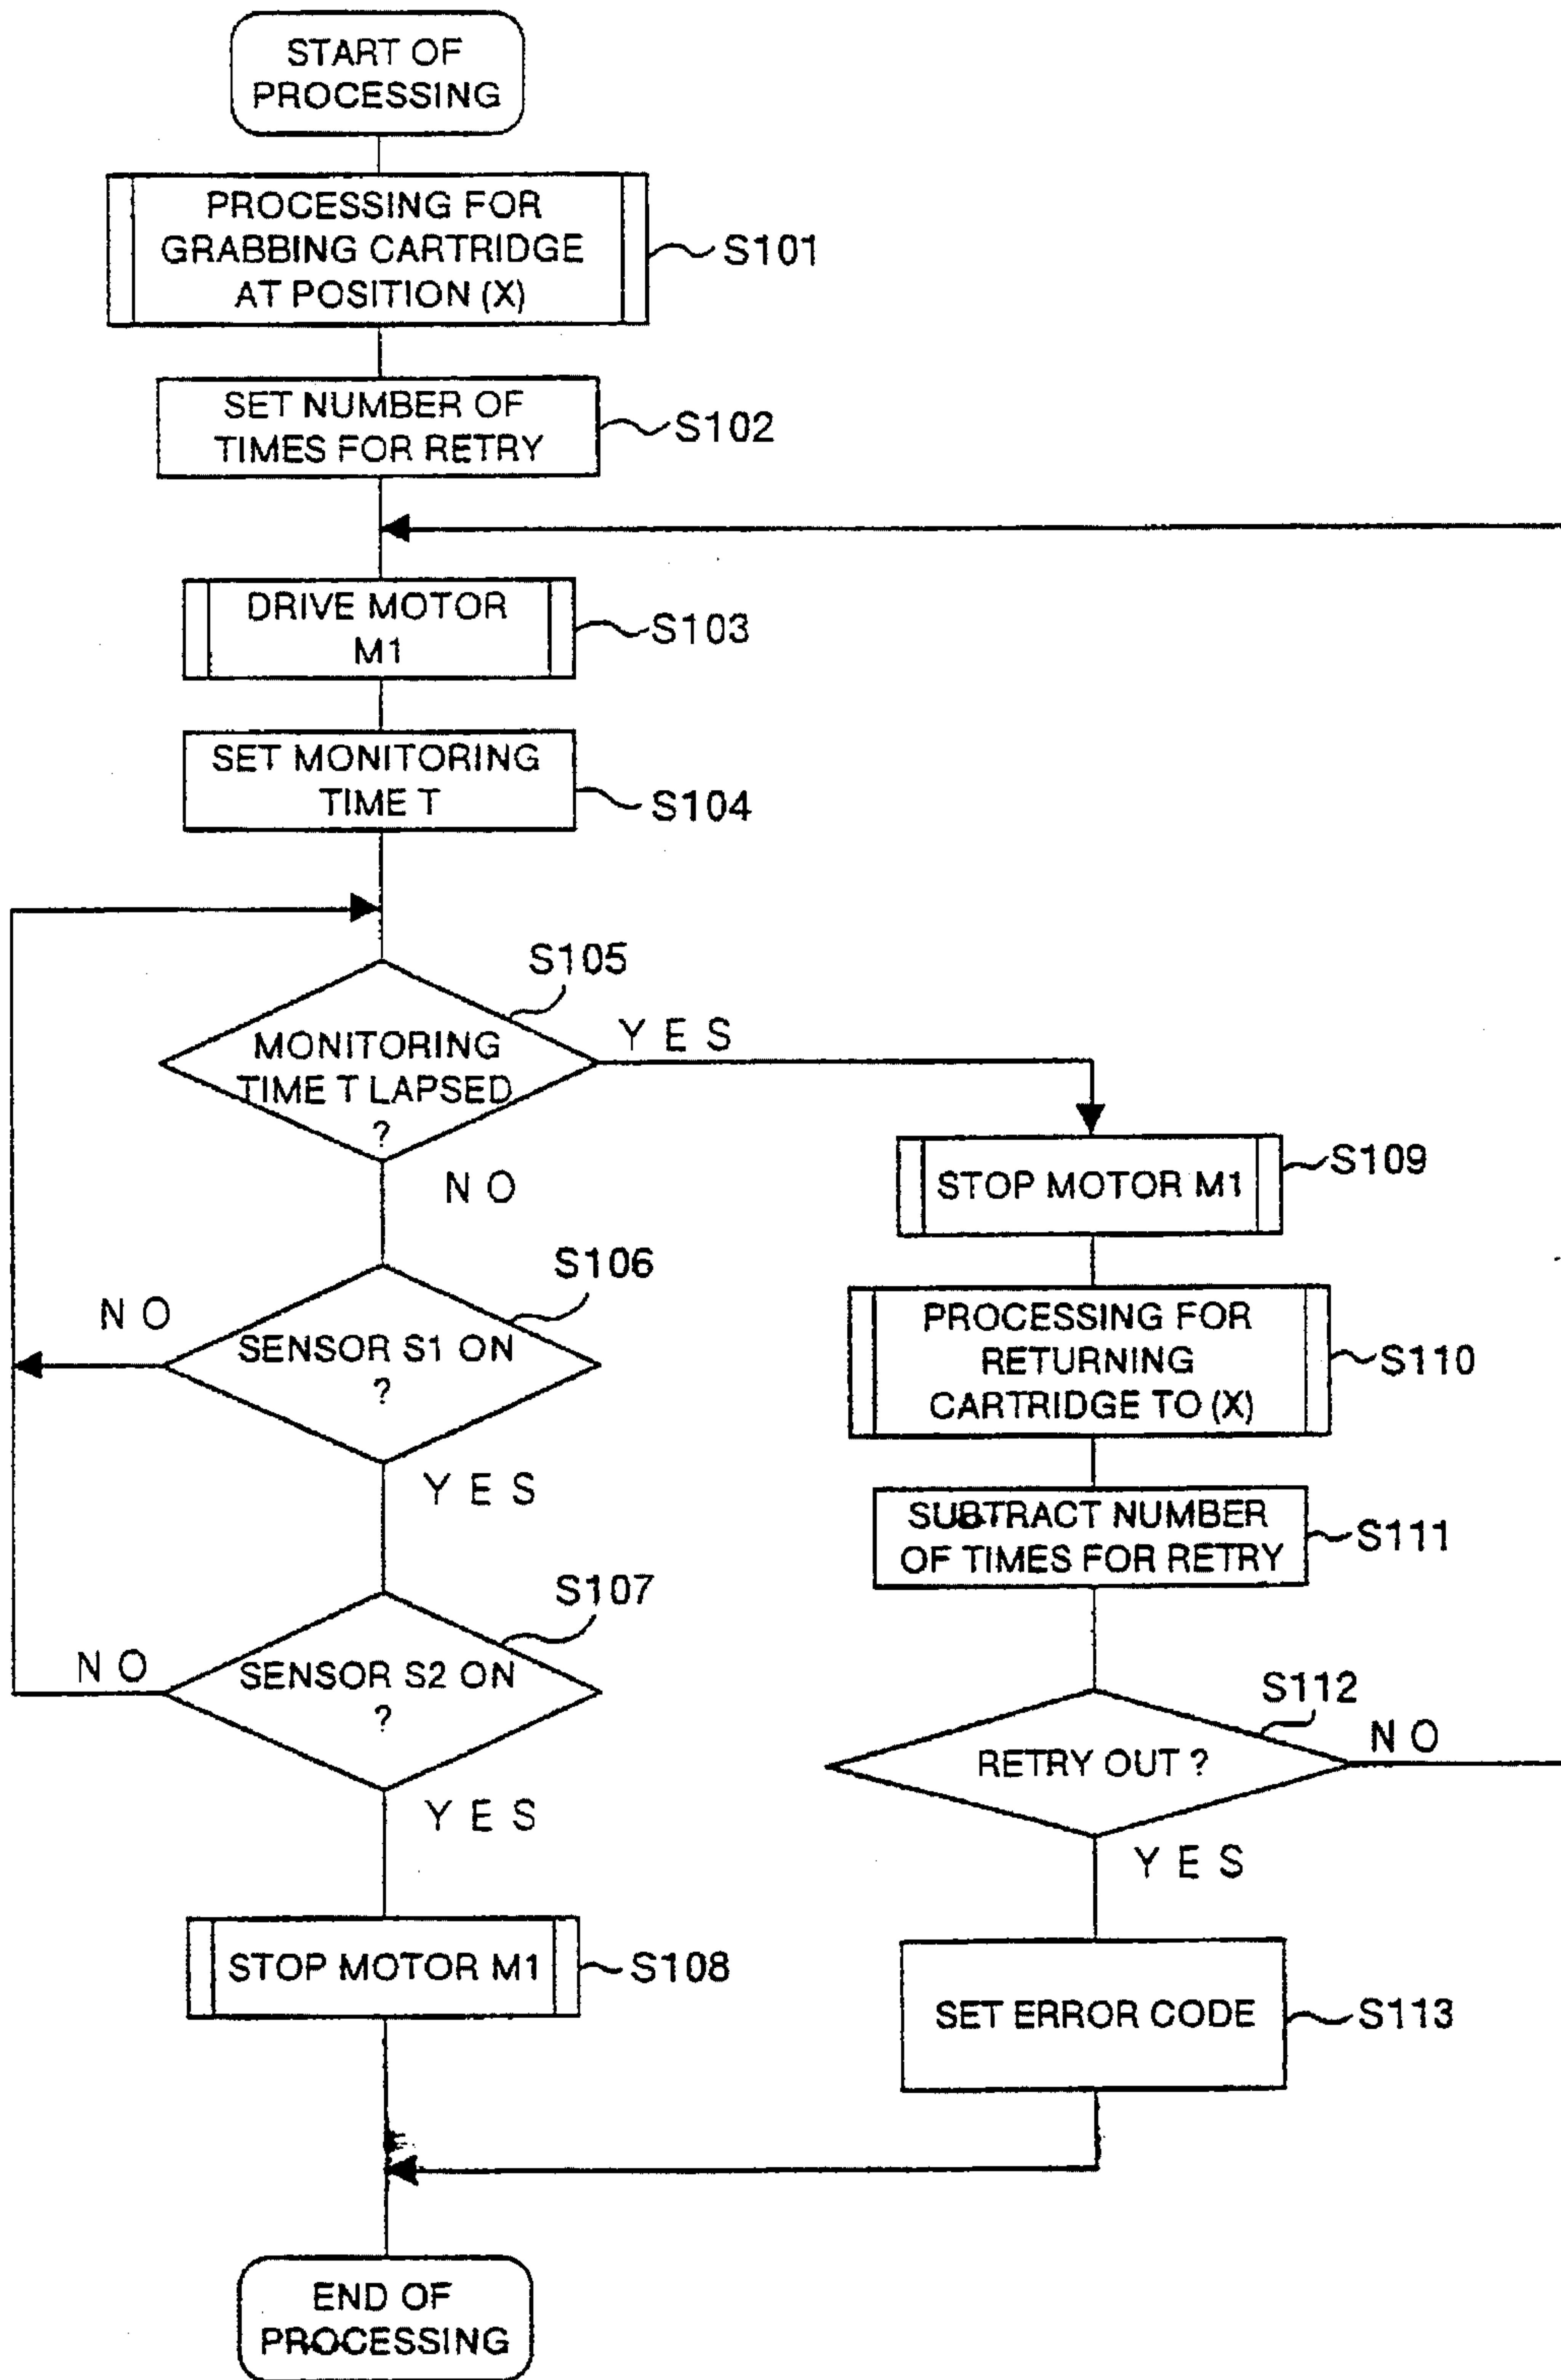 START OF
PROCESSING
PROCESSING FOR
GRABBING CARTRIDGE
AT POSITION (X)
S101
SET NUMBER OF
TIMES FOR RETRY
S102
DRIVE MOTOR
M1
S103
SET MONITORING
TIME T
S104
S105
MONITORING
TIME T LAPSED
?
YES
NO
S106
SENSOR S1 ON
?
NO
YES
S107
SENSOR S2 ON
?
NO
YES
STOP MOTOR M1
S108
STOP MOTOR M1
S109
PROCESSING FOR
RETURNING
CARTRIDGE TO (X)
S110
SUBTRACT NUMBER
OF TIMES FOR RETRY
S111
S112
RETRY OUT ?
NO
YES
SET ERROR CODE
S113
END OF
PROCESSING